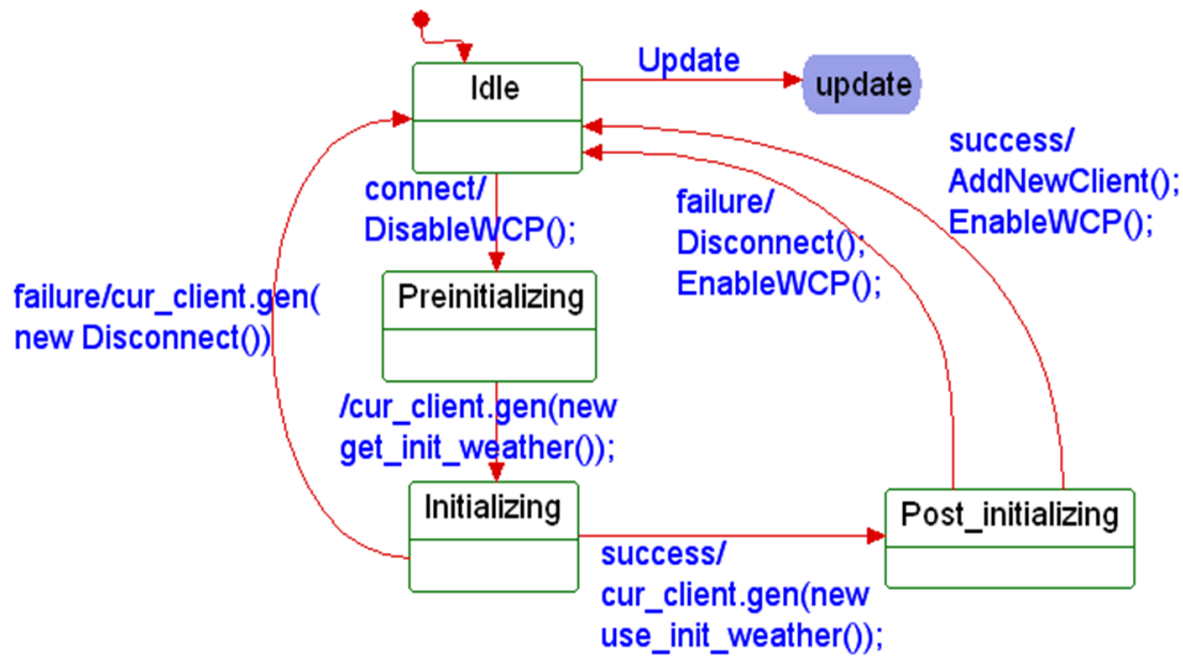 Update
Idle
update
success/
AddNewClient();
EnableWCP();
connect/
DisableWCP();
failure/
Disconnect();
EnableWCP();
failure/cur_client.gen(
new Disconnect())
Preinitializing
/cur_client.gen(new
get_init_weather());
Initializing
Post_initializing
success/
cur_client.gen(new
use_init_weather());